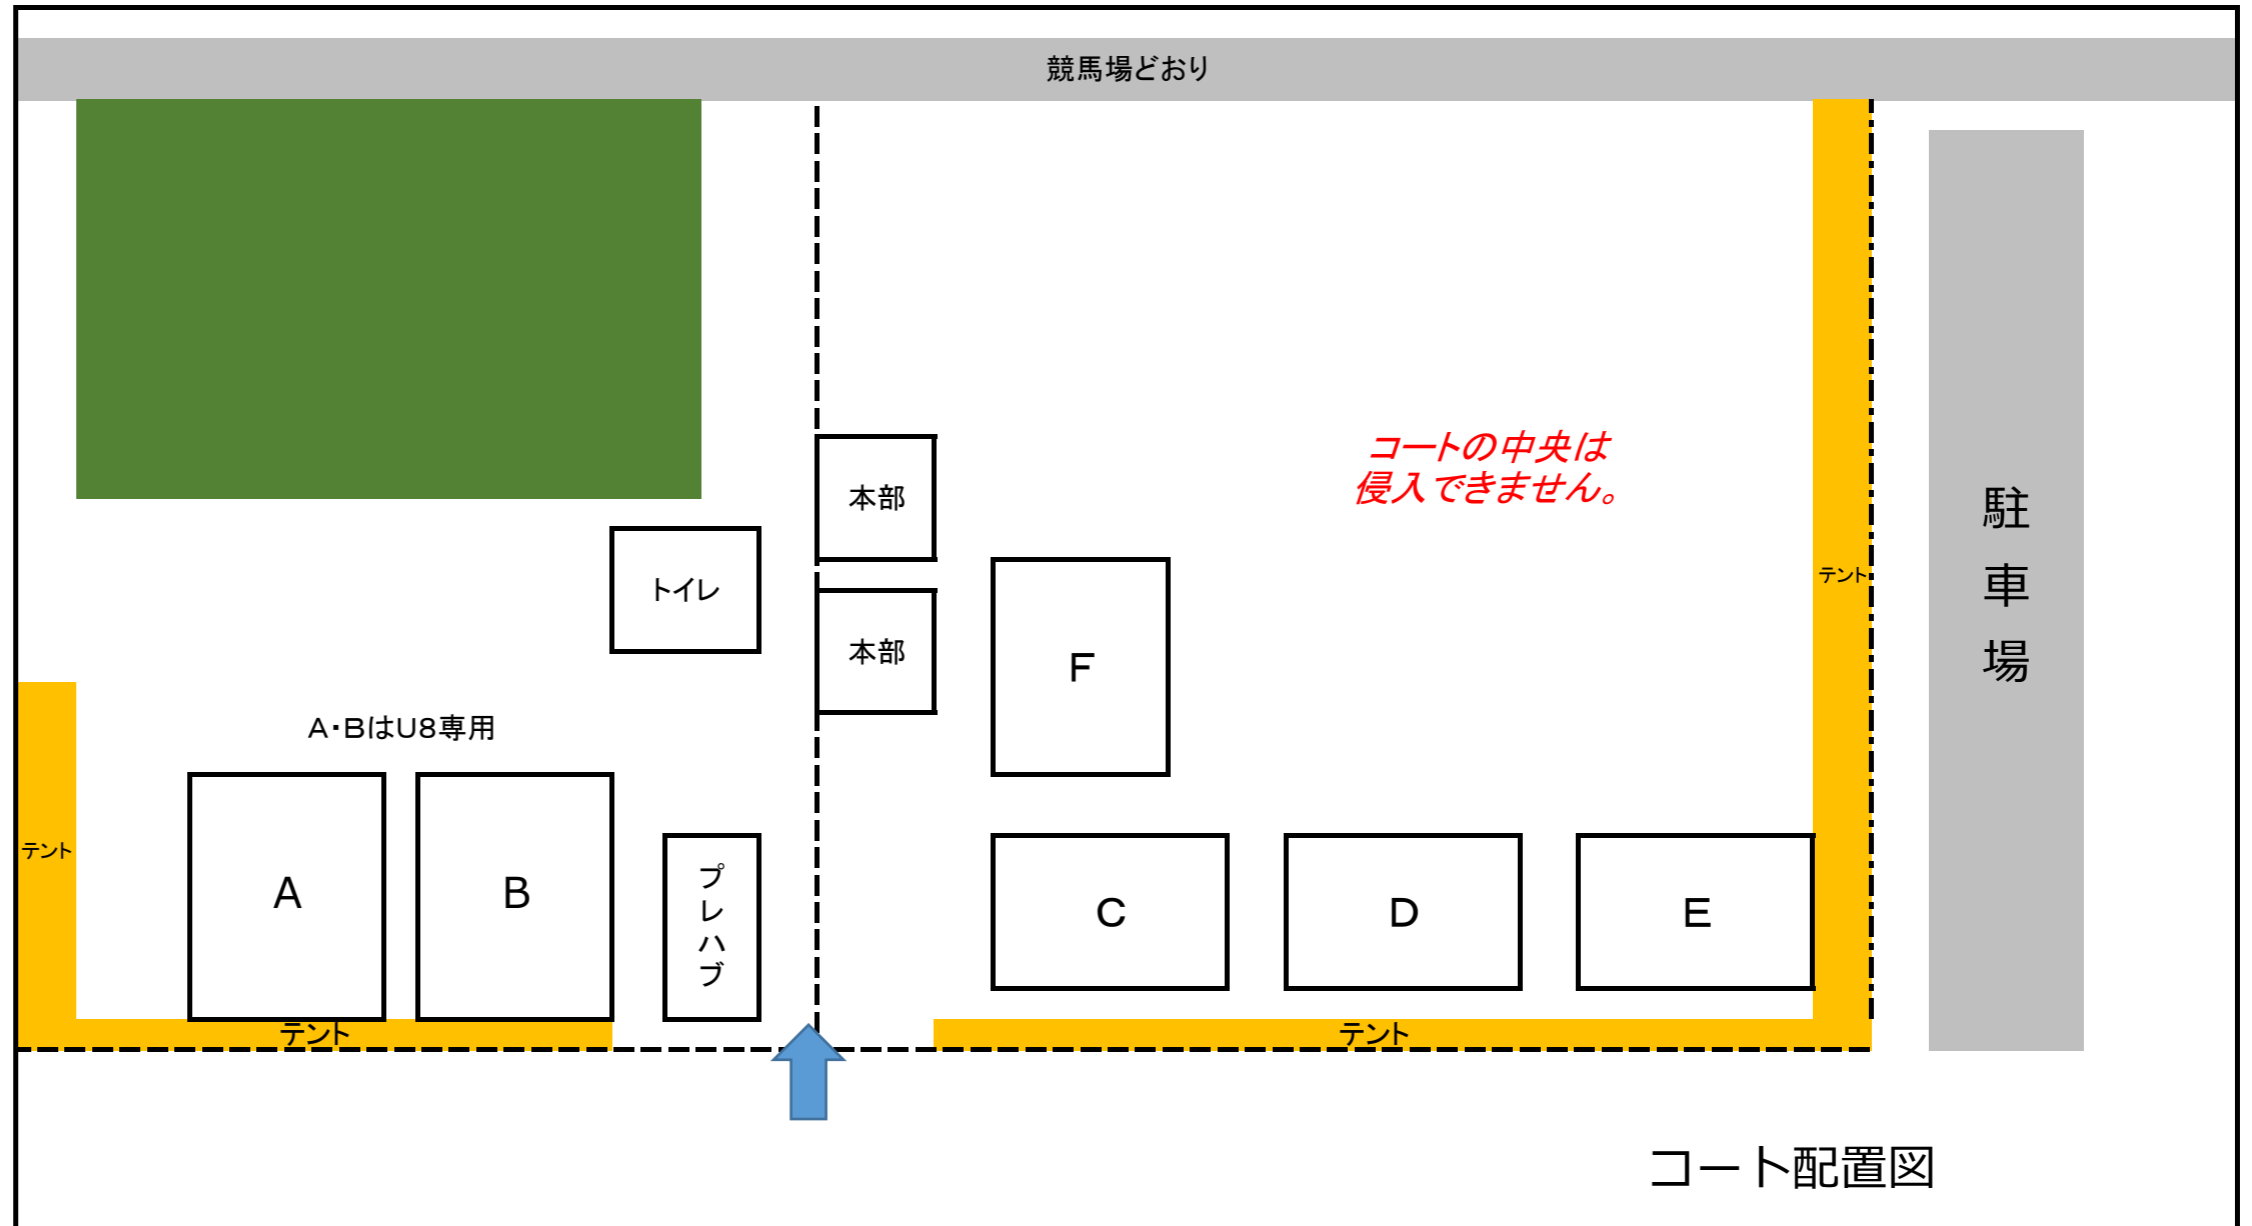 競馬場どおり
コートの中央は
侵入できません。
本部
トイレ
本部
F
テント
駐車場
A・BはU8専用
テント
A
B
プレハブ
C
D
E
テント
テント
コート配置図